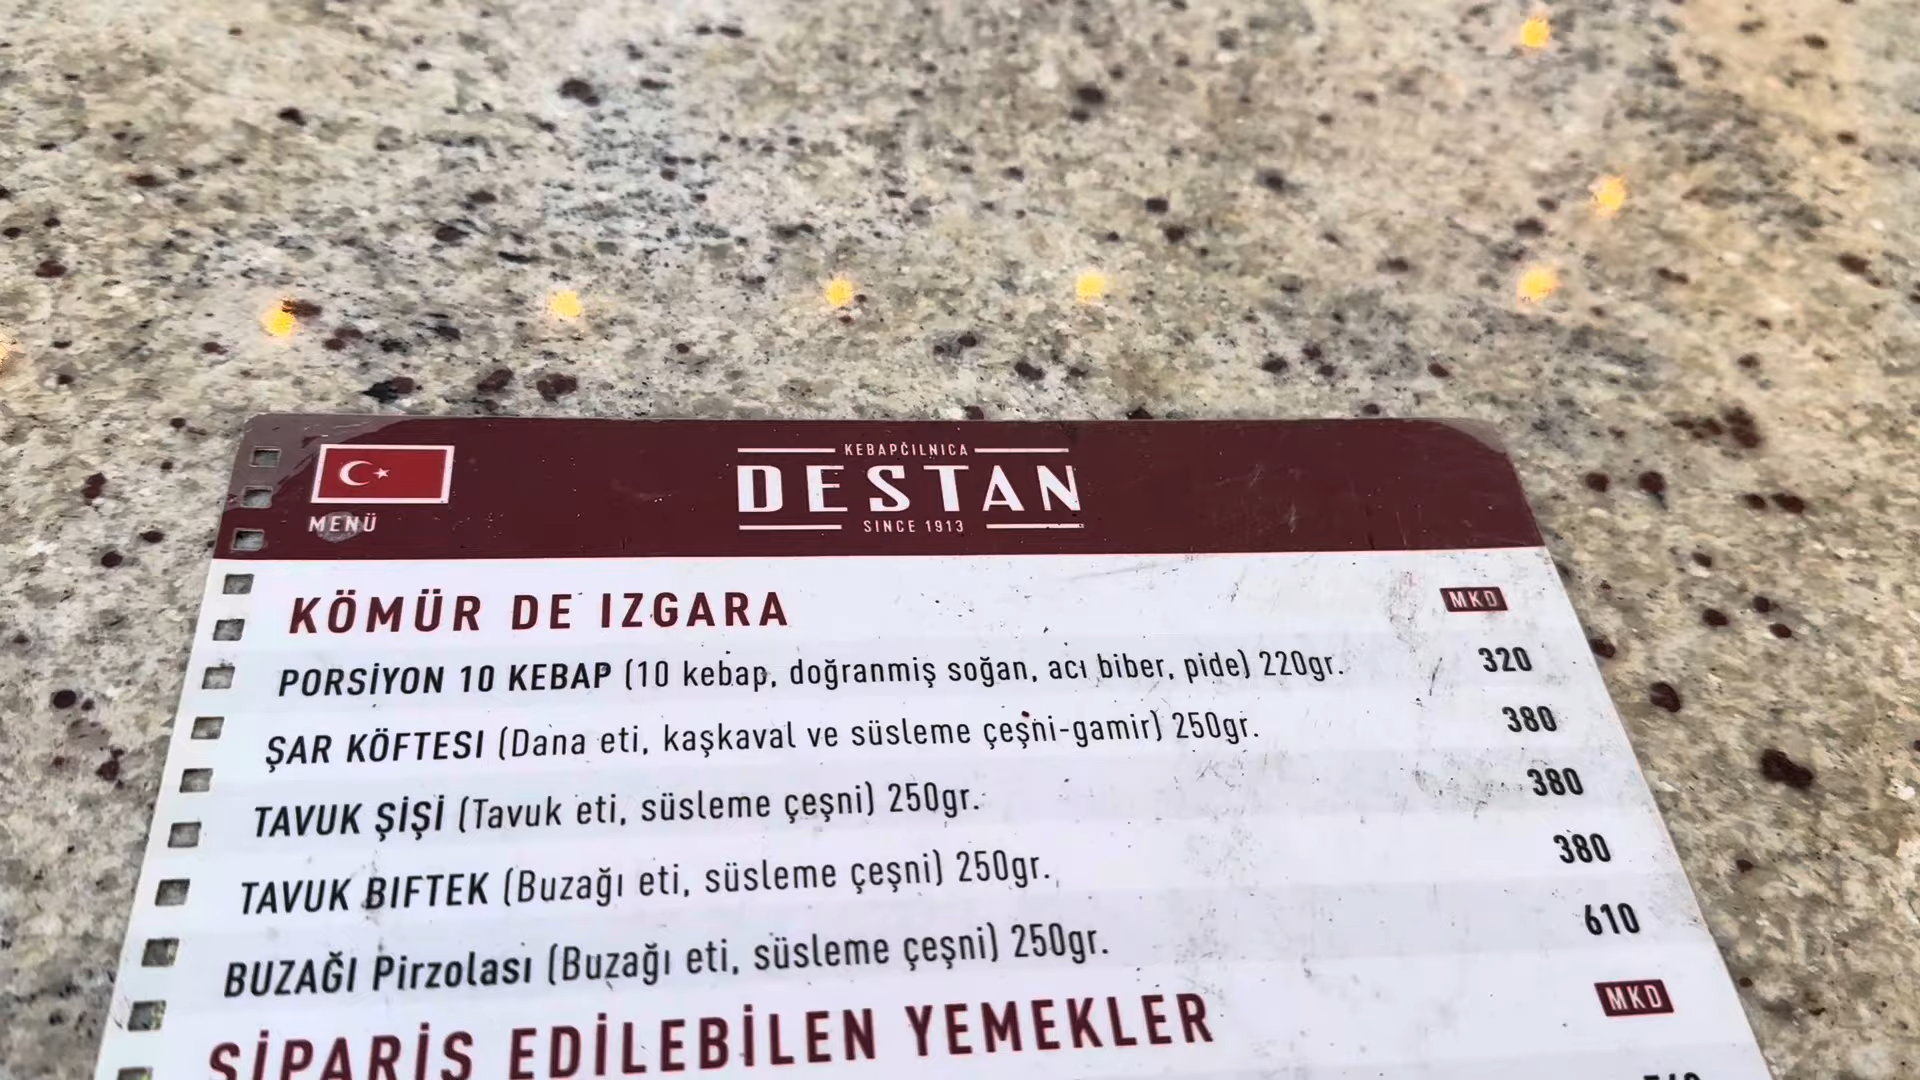 MENÜ
KEBAPČILNICA
DESTAN
SINCE 1913
KÖMÜR DE IZGARA MKD
PORSİYON 10 KEBAP (10 kebap, doğranmiş soğan, acı biber, pide) 220gr. 320
ŞAR KÖFTESI (Dana eti, kaşkaval ve süsleme çeşni-gamir) 250gr. 380
TAVUK ŞİŞİ (Tavuk eti, süsleme çeşni) 250gr. 380
TAVUK BIFTEK (Buzağı eti, süsleme çeşni) 250gr. 380
BUZAĞI Pirzolası (Buzağı eti, süsleme çeşni) 250gr. 610
SİPARİŞ EDİLEBİLEN YEMEKLER MKD